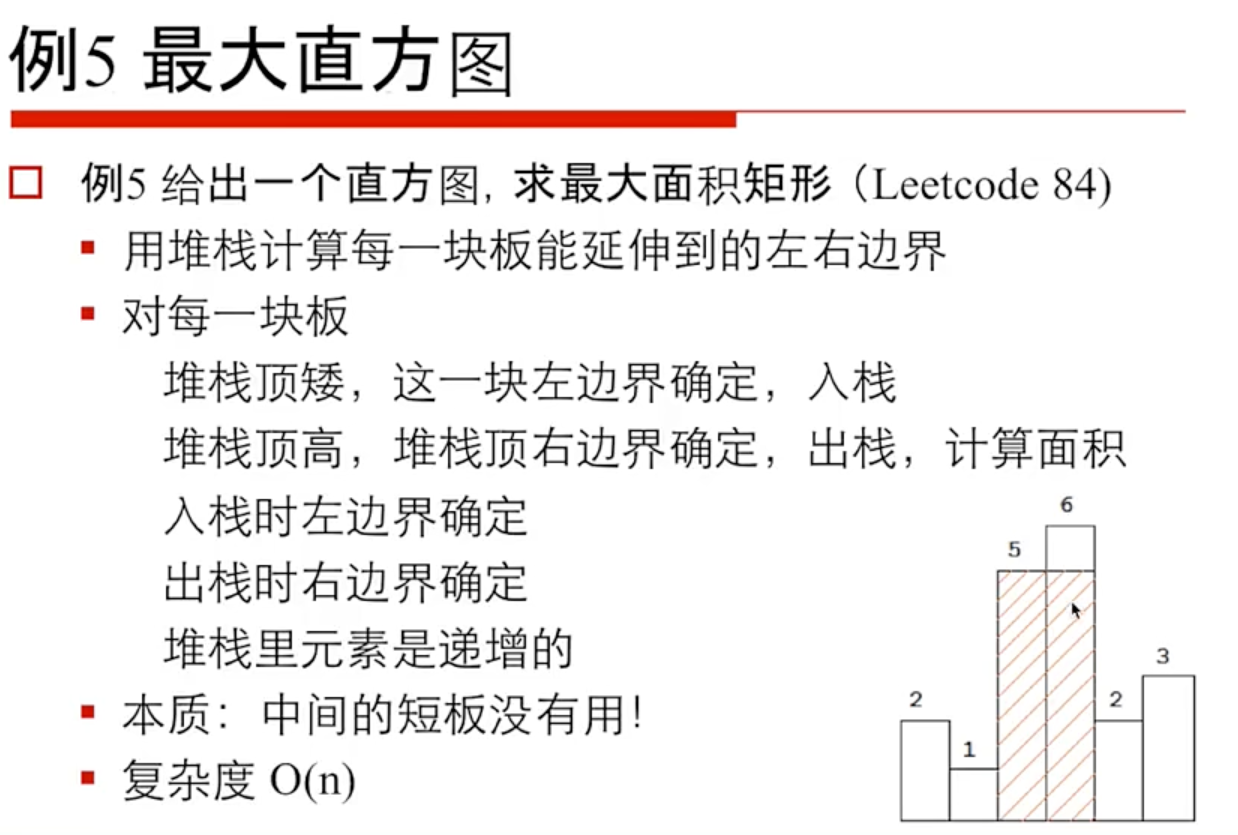 例5 最大直方图
例5 给出一个直方图, 求最大面积矩形（Leetcode 84)
用堆栈计算每一块板能延伸到的左右边界
对每一块板
堆栈顶矮，这一块左边界确定，入栈
堆栈顶高，堆栈顶右边界确定，出栈，计算面积
入栈时左边界确定
出栈时右边界确定
堆栈里元素是递增的
本质：中间的短板没有用！
复杂度 O(n)
6
5
3
2
2
1